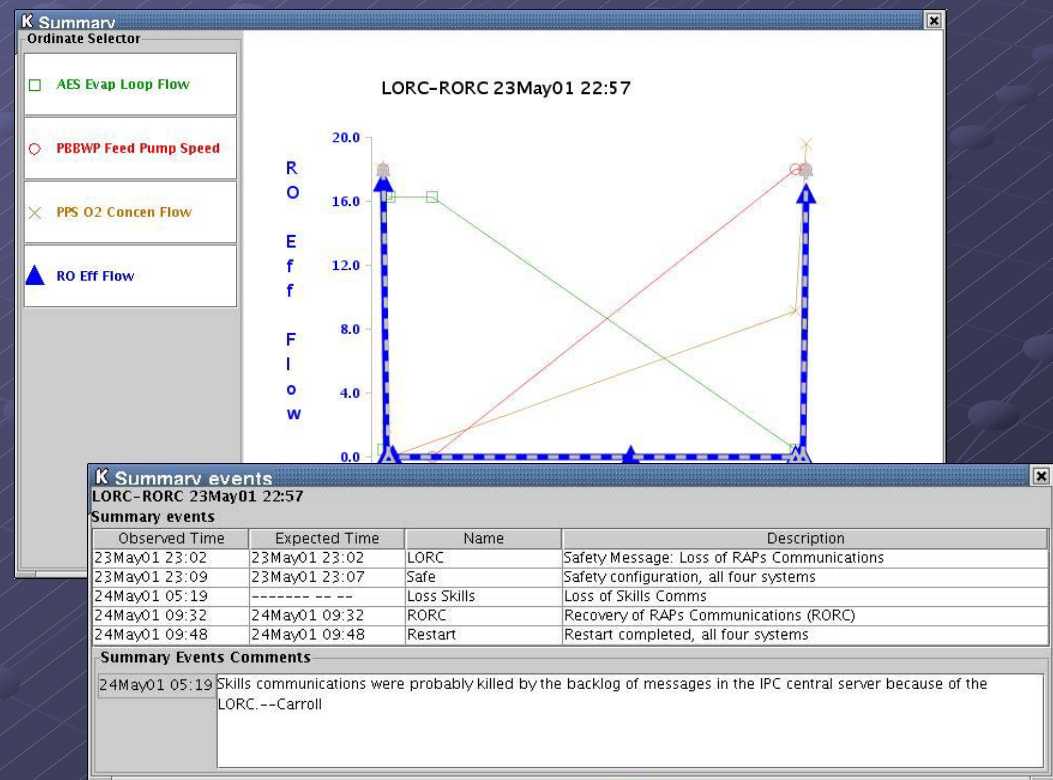 K Summary
Ordinate Selector
AES Evap Loop Flow
PBBWP Feed Pump Speed
PPS O2 Concen Flow
RO Eff Flow
LORC-RORC 23May01 22:57
RO Eff Flow
20.0
16.0
12.0
8.0
4.0
0.0
K Summary events
LORC-RORC 23May01 22:57
Summary events
Observed Time Expected Time Name Description
23May01 23:02 23May01 23:02 LORC Safety Message: Loss of RAPs Communications
23May01 23:09 23May01 23:07 Safe Safety configuration, all four systems
24May01 05:19 ------- -- -- Loss Skills Loss of Skills Comms
24May01 09:32 24May01 09:32 RORC Recovery of RAPs Communications (RORC)
24May01 09:48 24May01 09:48 Restart Restart completed, all four systems
Summary Events Comments
24May01 05:19 Skills communications were probably killed by the backlog of messages in the IPC central server because of the
LORC.--Carroll